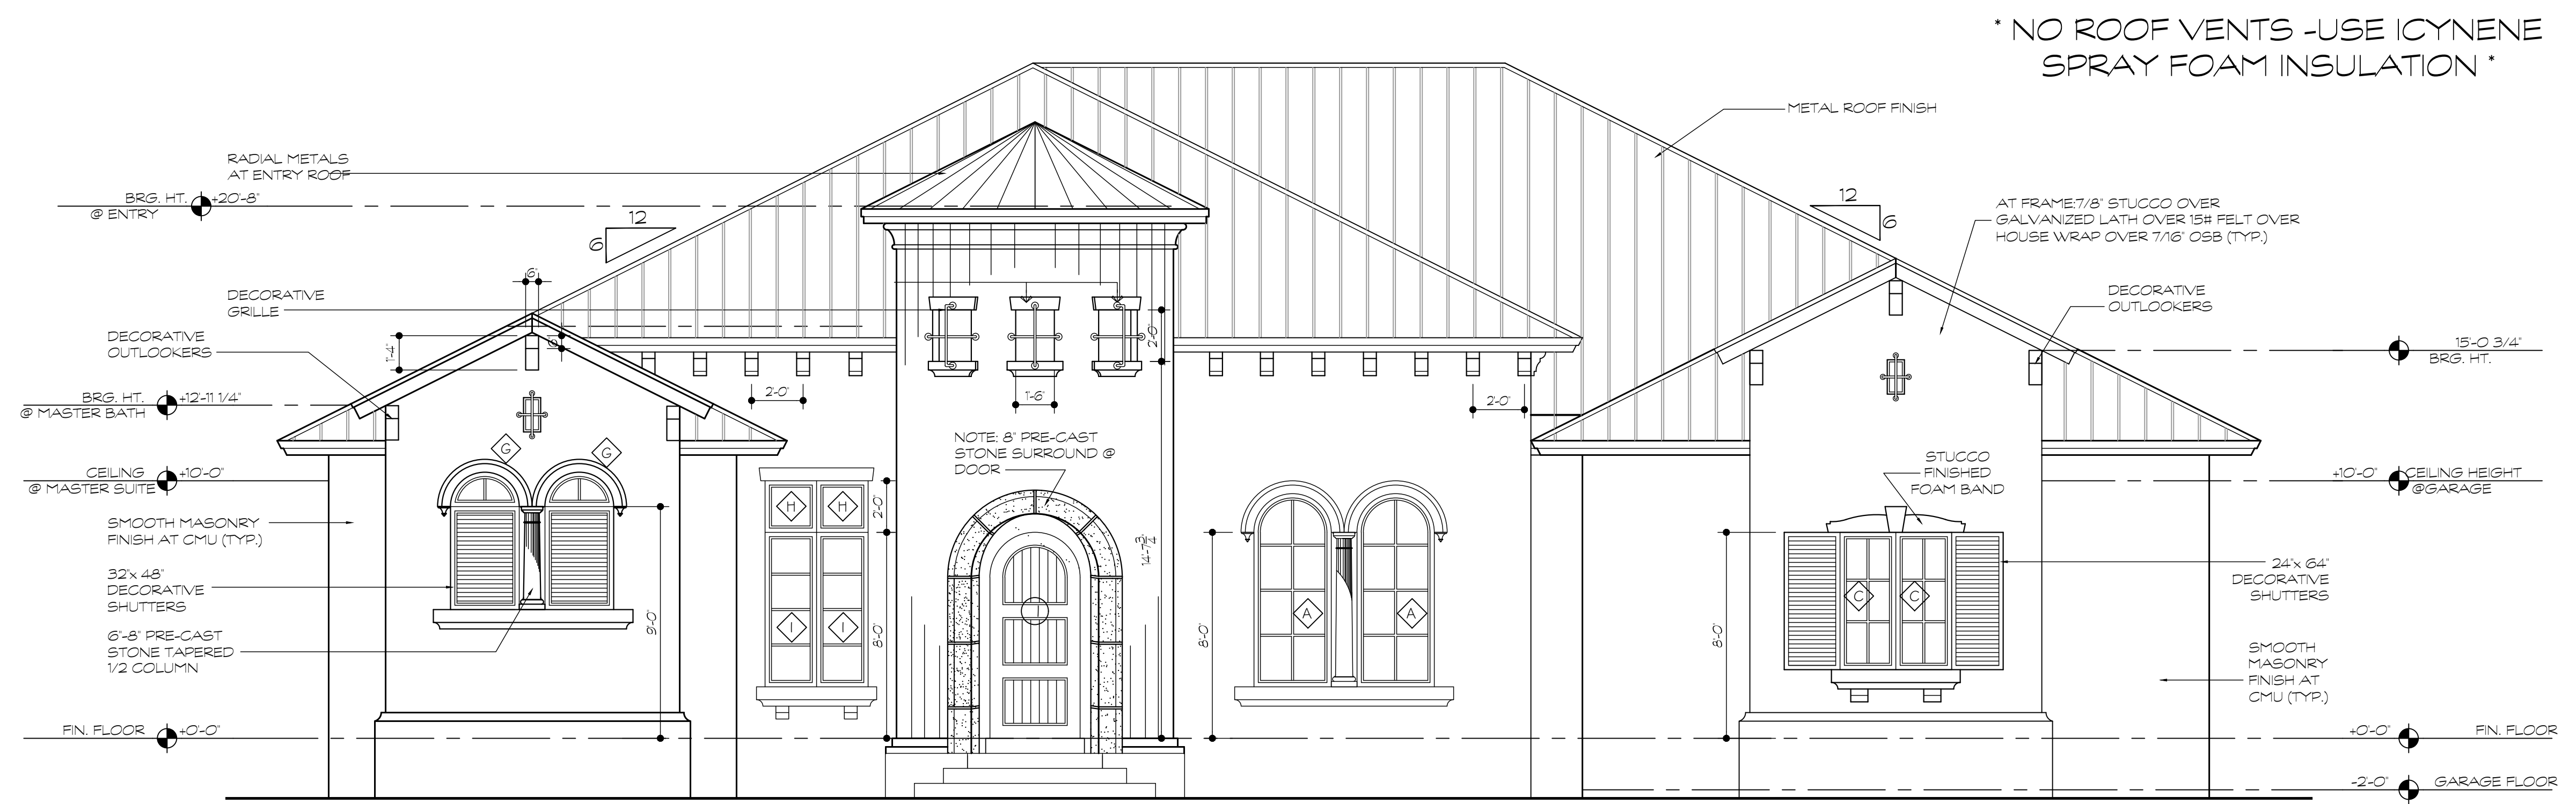 * NO ROOF VENTS -USE ICYNENE
SPRAY FOAM INSULATION *
METAL ROOF FINISH
RADIAL METALS
AT ENTRY ROOF
BRG. HT.
@ ENTRY
+20'-8"
12
6
12
6
AT FRAME:7/8" STUCCO OVER
GALVANIZED LATH OVER 15# FELT OVER
HOUSE WRAP OVER 7/16" OSB (TYP.)
6"
DECORATIVE
GRILLE
DECORATIVE
OUTLOOKERS
DECORATIVE
OUTLOOKERS
1'-4"
2'-0"
15'-0 3/4"
BRG. HT.
BRG. HT.
@ MASTER BATH
+12'-11 1/4"
2'-0"
1'-6"
2'-0"
NOTE: 8" PRE-CAST
STONE SURROUND @
DOOR
G
G
CEILING
@ MASTER SUITE
+10'-0"
STUCCO
FINISHED
FOAM BAND
+10'-0"
CEILING HEIGHT
@GARAGE
H
H
2'-0"
SMOOTH MASONRY
FINISH AT CMU (TYP.)
14'-7 3/4
32"x 48"
DECORATIVE
SHUTTERS
24"x 64"
DECORATIVE
SHUTTERS
C
C
1
A
A
I
I
9'-0"
8'-0"
8'-0"
8'-0"
6"-8" PRE-CAST
STONE TAPERED
1/2 COLUMN
SMOOTH
MASONRY
FINISH AT
CMU (TYP.)
FIN. FLOOR
+0'-0"
+0'-0"
FIN. FLOOR
-2'-0"
GARAGE FLOOR